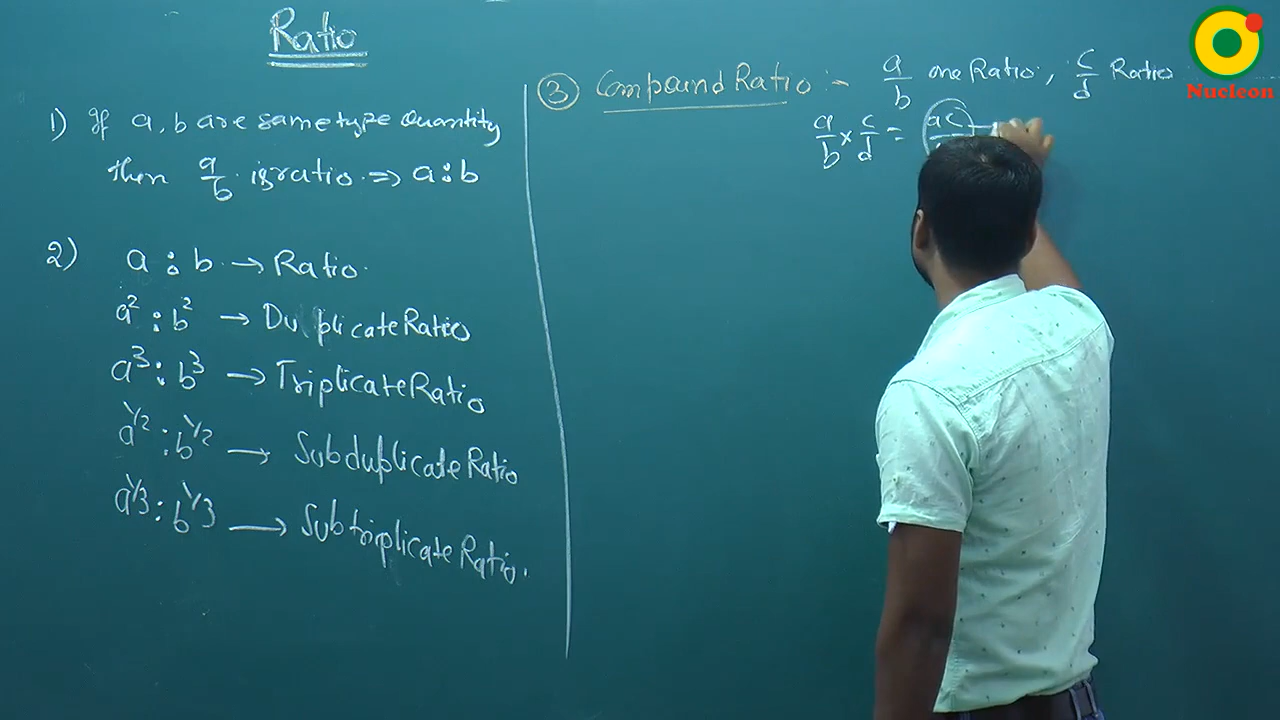 Ratio
1) If a, b are same type quantity
then a/b is ratio ⇒ a:b
2) a : b → Ratio.
a² : b² → Duplicate Ratio
a³ : b³ → Triplicate Ratio
a^1/2 : b^1/2 → Subduplicate Ratio
a^1/3 : b^1/3 → Subtriplicate Ratio.
③ Compound Ratio :- a/b one Ratio, c/d Ratio
a/b × c/d = ac
Nucleon